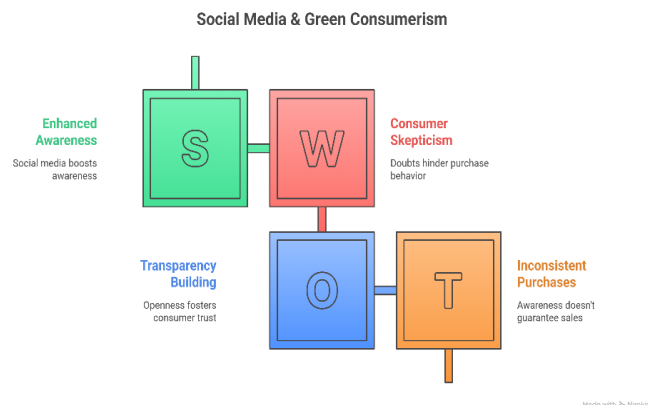 Social Media & Green Consumerism
Enhanced
Awareness
Social media boosts
awareness
S
W
Consumer
Skepticism
Doubts hinder purchase
behavior
Transparency
Building
Openness fosters
consumer trust
O
T
Inconsistent
Purchases
Awareness doesn't
guarantee sales